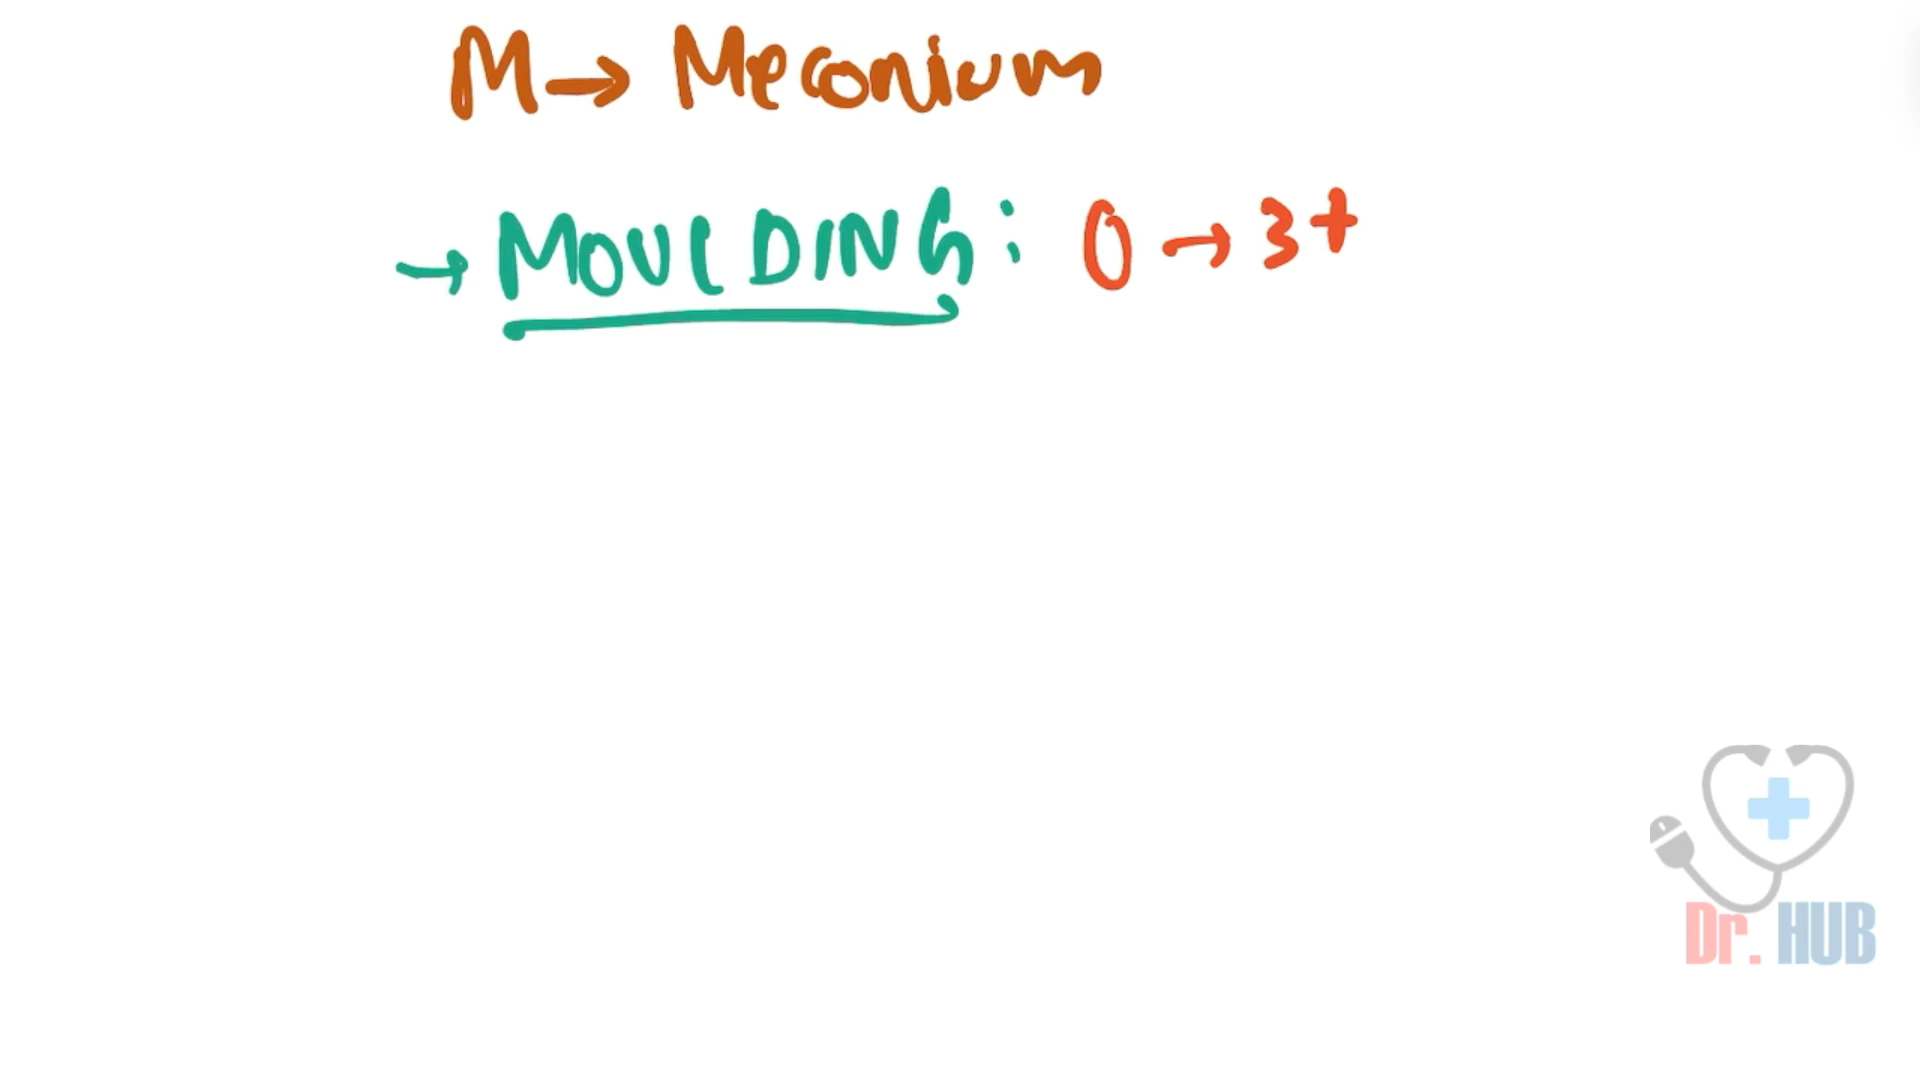 M → Meconium
→ MOULDING : 0 → 3+
Dr. HUB